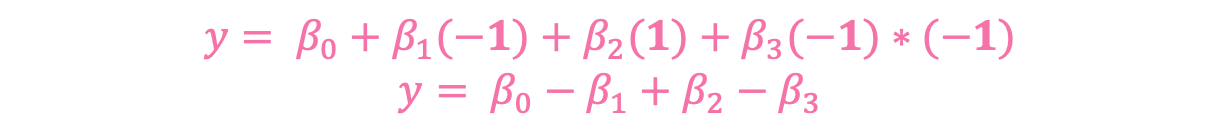 y = β₀ + β₁(−1) + β₂(1) + β₃(−1) ∗ (−1)
y = β₀ − β₁ + β₂ − β₃